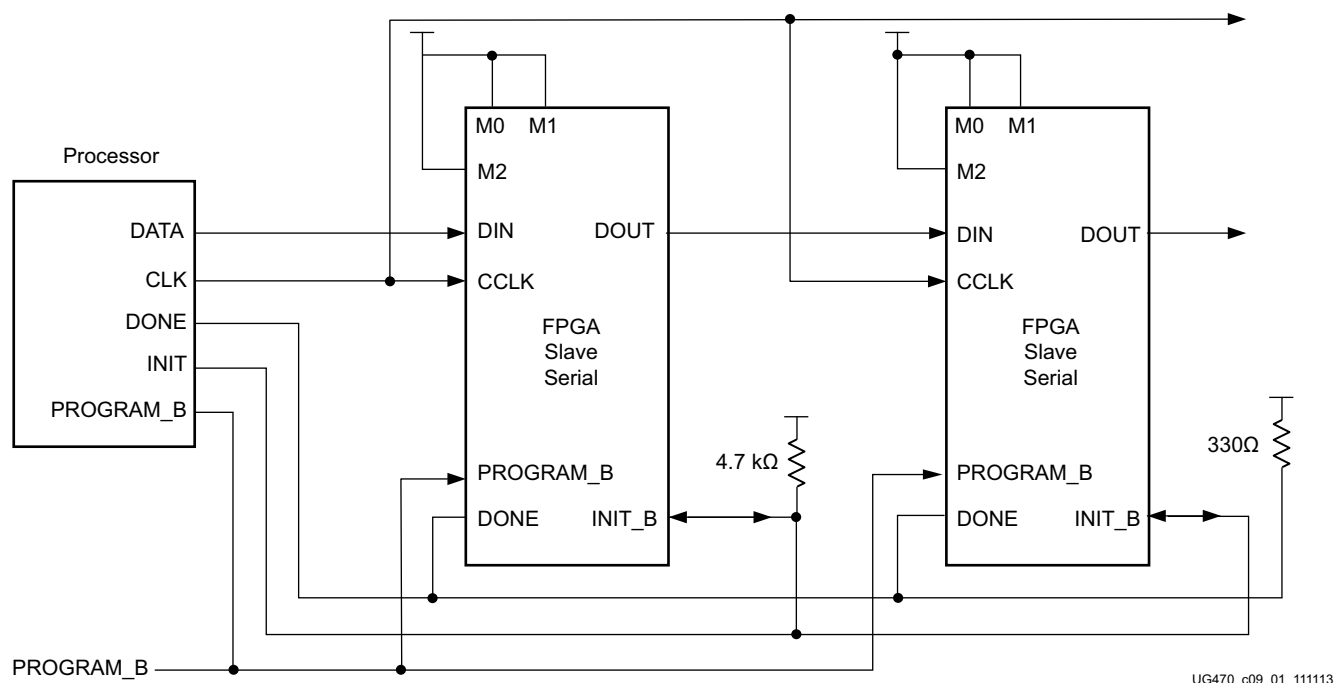 Processor
DATA
CLK
DONE
INIT
PROGRAM_B
M0 M1
M2
DIN DOUT
CCLK
FPGA
Slave
Serial
PROGRAM_B
DONE INIT_B
4.7 kΩ
M0 M1
M2
DIN DOUT
CCLK
FPGA
Slave
Serial
PROGRAM_B
DONE INIT_B
330Ω
PROGRAM_B
UG470_c09_01_111113